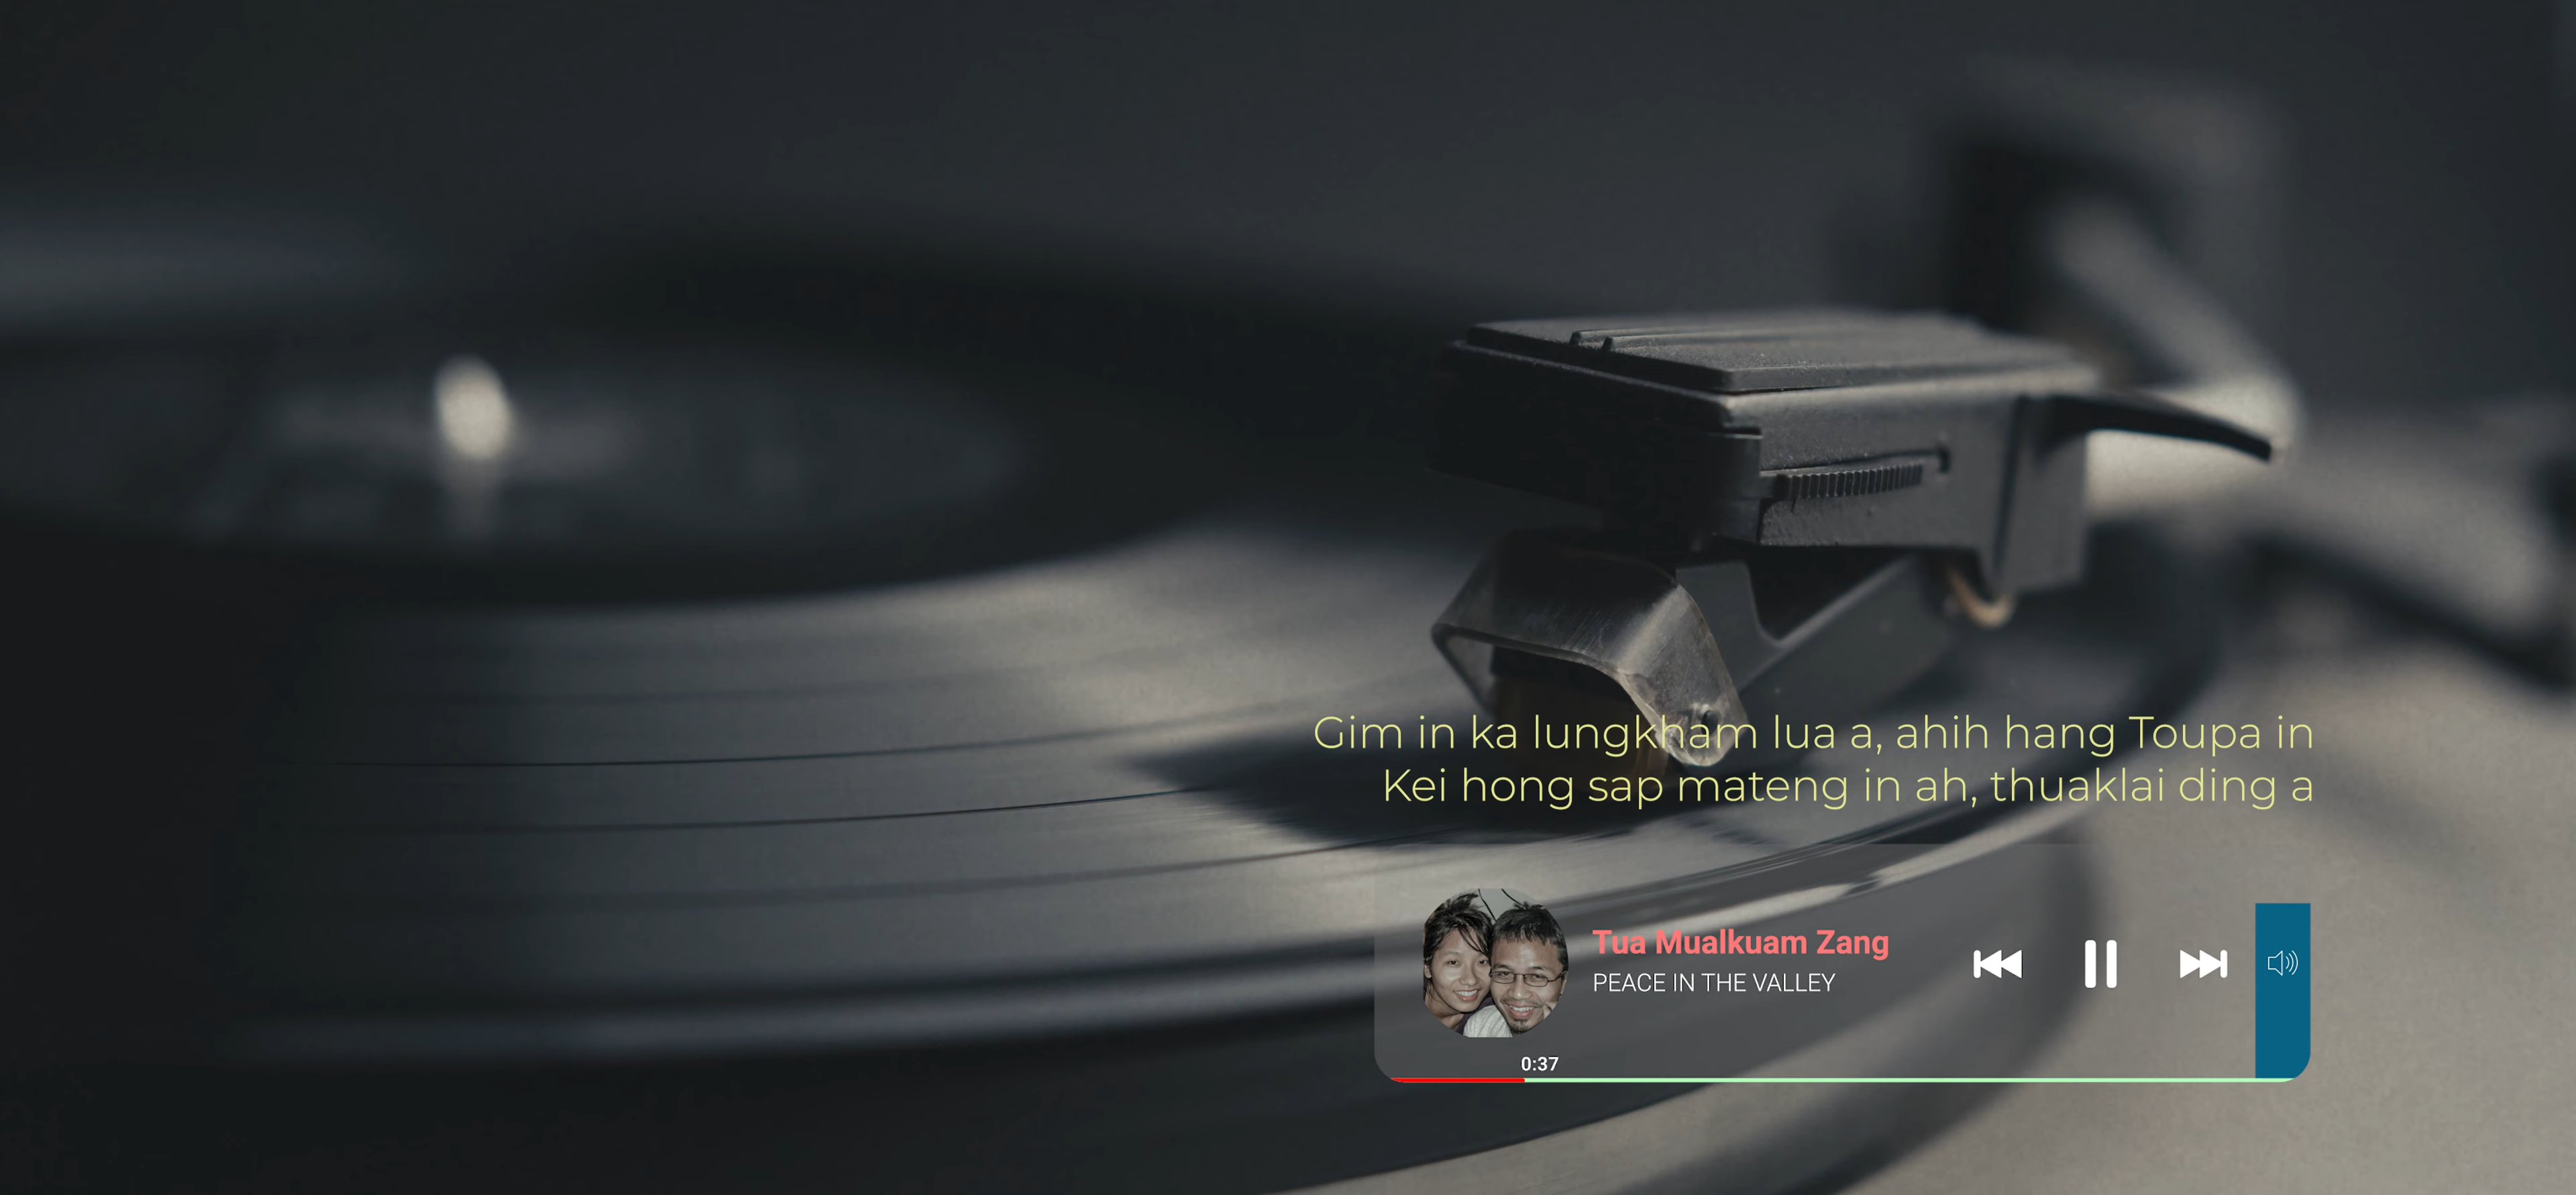 Gim in ka lungkham lua a, ahih hang Toupa in
Kei hong sap mateng in ah, thuaklai ding a
Tua Mualkuam Zang
PEACE IN THE VALLEY
0:37